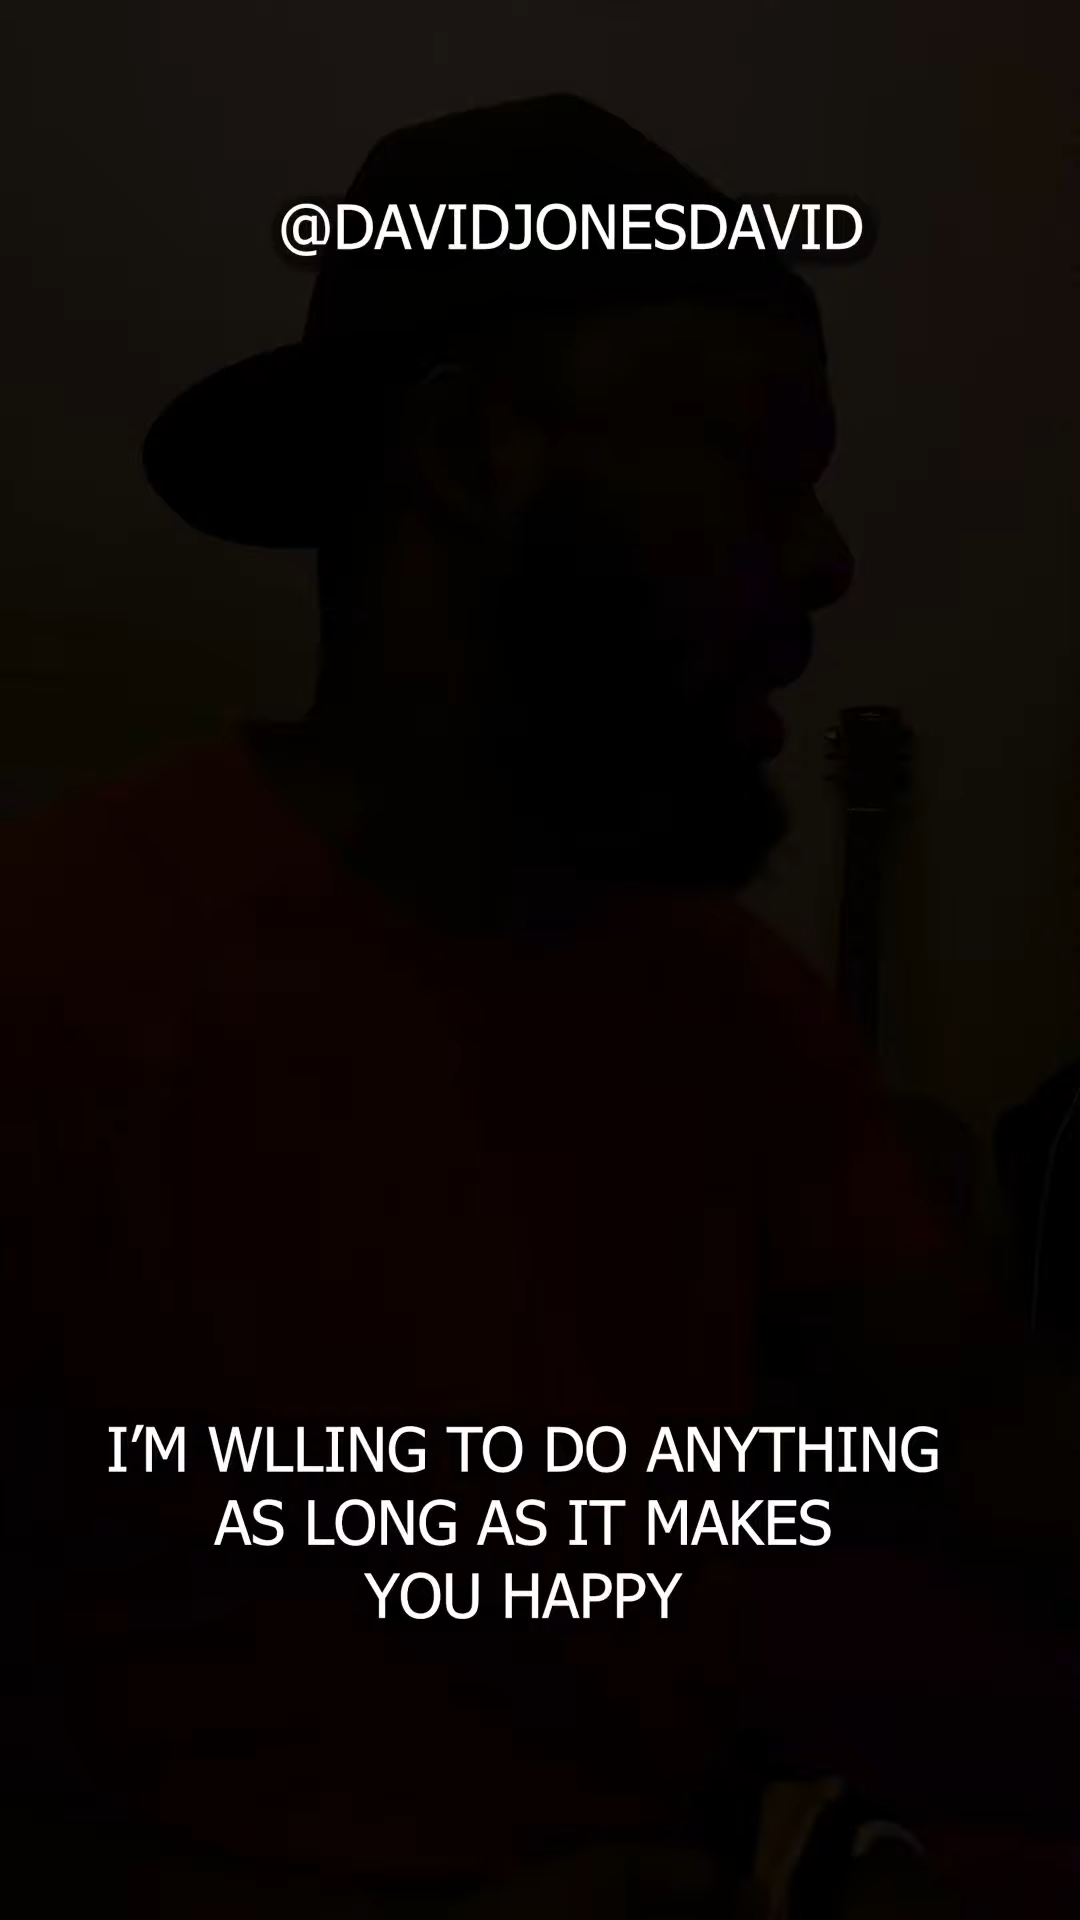 @DAVIDJONESDAVID
I’M WLLING TO DO ANYTHING
AS LONG AS IT MAKES
YOU HAPPY